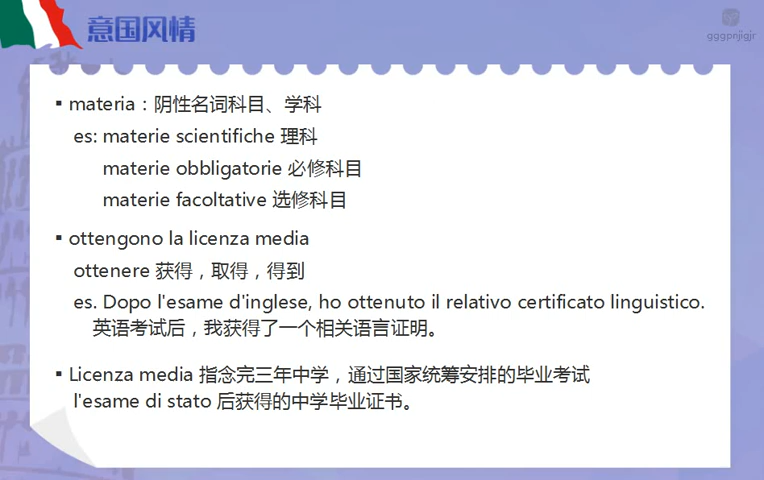 意国风情
gggpnjigjr
▪ materia：阴性名词科目、学科
es: materie scientifiche 理科
materie obbligatorie 必修科目
materie facoltative 选修科目
▪ ottengono la licenza media
ottenere 获得，取得，得到
es. Dopo l'esame d'inglese, ho ottenuto il relativo certificato linguistico.
英语考试后，我获得了一个相关语言证明。
▪ Licenza media 指念完三年中学，通过国家统筹安排的毕业考试
l'esame di stato 后获得的中学毕业证书。